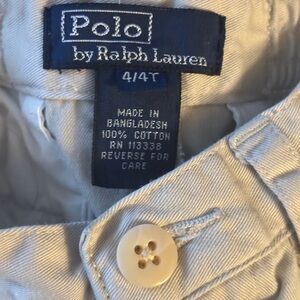 Polo
by Ralph Lauren
4/4T
MADE IN
BANGLADESH
100% COTTON
RN 113338
REVERSE FOR
CARE